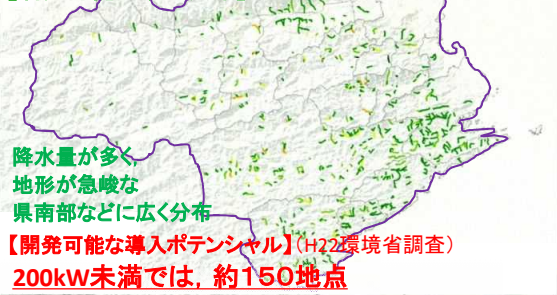 降水量が多く，
地形が急峻な
県南部などに広く分布
【開発可能な導入ポテンシャル】（H22環境省調査）
200kW未満では，約１５０地点